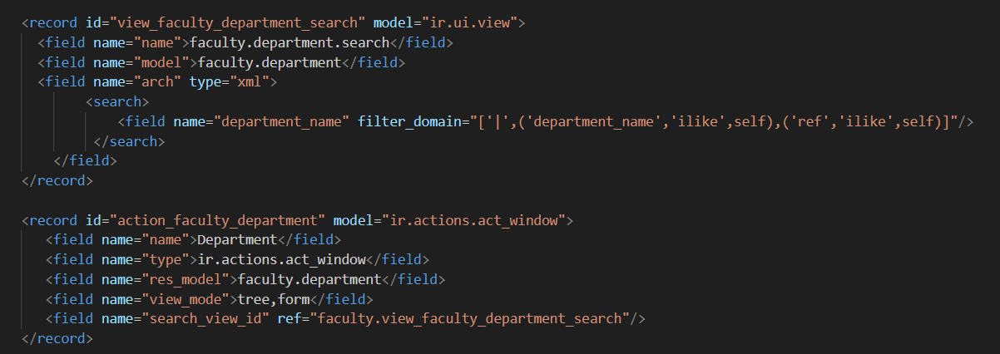 <record id="view_faculty_department_search" model="ir.ui.view">
<field name="name">faculty.department.search</field>
<field name="model">faculty.department</field>
<field name="arch" type="xml">
<search>
<field name="department_name" filter_domain="['|',('department_name','ilike',self),('ref','ilike',self)]"/>
</search>
</field>
</record>
<record id="action_faculty_department" model="ir.actions.act_window">
<field name="name">Department</field>
<field name="type">ir.actions.act_window</field>
<field name="res_model">faculty.department</field>
<field name="view_mode">tree,form</field>
<field name="search_view_id" ref="faculty.view_faculty_department_search"/>
</record>